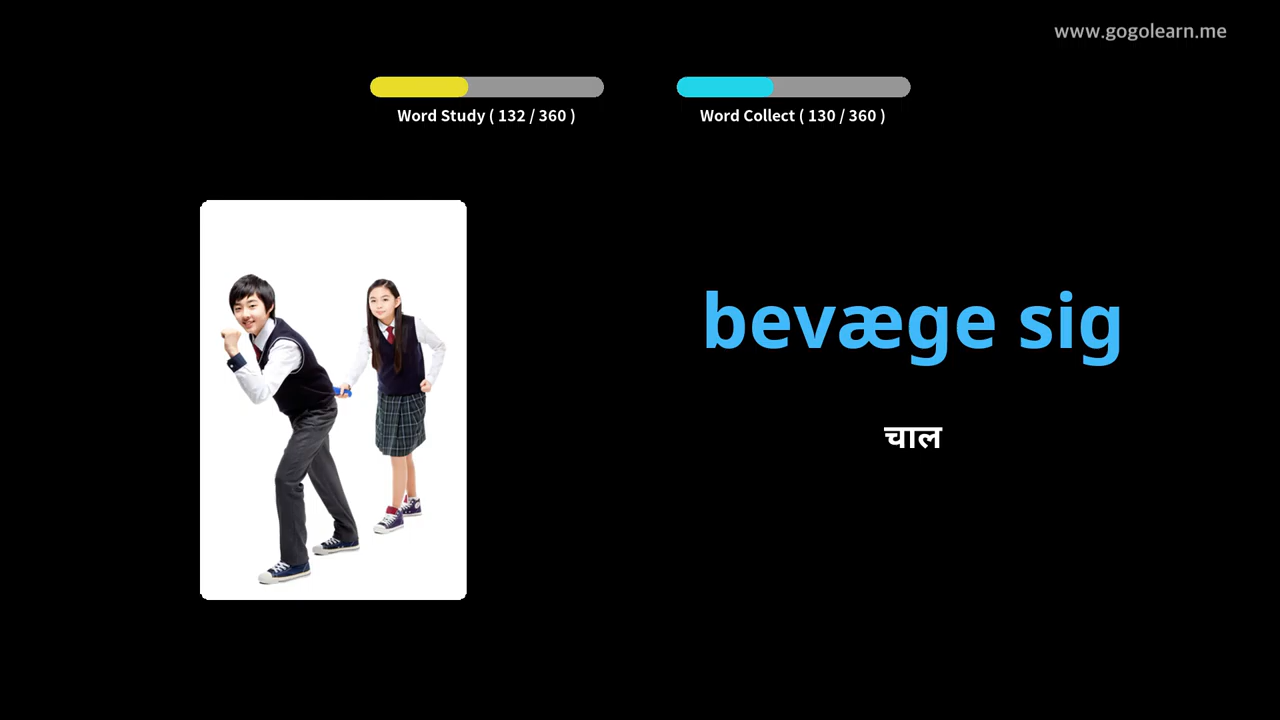 www.gogolearn.me
Word Study ( 132 / 360 )
Word Collect ( 130 / 360 )
bevæge sig
चाल